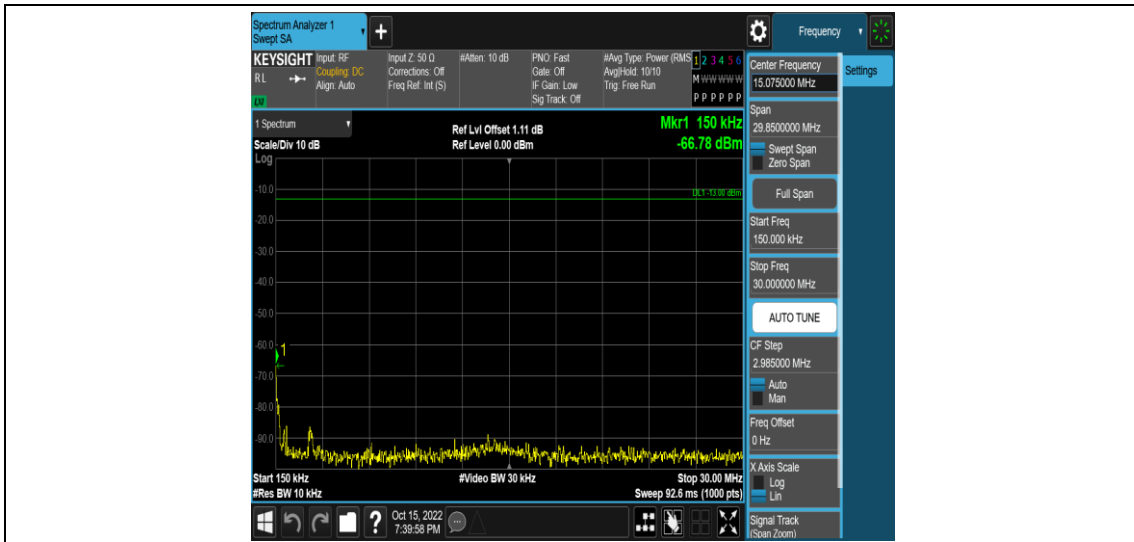 Spectrum Analyzer 1
Swept SA
+
Frequency
KEYSIGHT
RL
LM
Input: RF
Coupling: DC
Align: Auto
Input Z: 50 Ω
Corrections: Off
Freq Ref: Int (S)
#Atten: 10 dB
PNO: Fast
Gate: Off
IF Gain: Low
Sig Track: Off
#Avg Type: Power (RMS
Avg|Hold: 10/10
Trig: Free Run
1 2 3 4 5 6
M W W W W W
P P P P P P
1 Spectrum
Scale/Div 10 dB
Ref Lvl Offset 1.11 dB
Ref Level 0.00 dBm
Mkr1 150 kHz
-66.78 dBm
Log
-10.0
DL1 -13.00 dBm
-20.0
-30.0
-40.0
-50.0
-60.0
1
-70.0
-80.0
-90.0
Start 150 kHz
#Res BW 10 kHz
#Video BW 30 kHz
Stop 30.00 MHz
Sweep 92.6 ms (1000 pts)
?
Oct 15, 2022
7:39:58 PM
Center Frequency
15.075000 MHz
Settings
Span
29.8500000 MHz
Swept Span
Zero Span
Full Span
Start Freq
150.000 kHz
Stop Freq
30.000000 MHz
AUTO TUNE
CF Step
2.985000 MHz
Auto
Man
Freq Offset
0 Hz
X Axis Scale
Log
Lin
Signal Track
(Span Zoom)